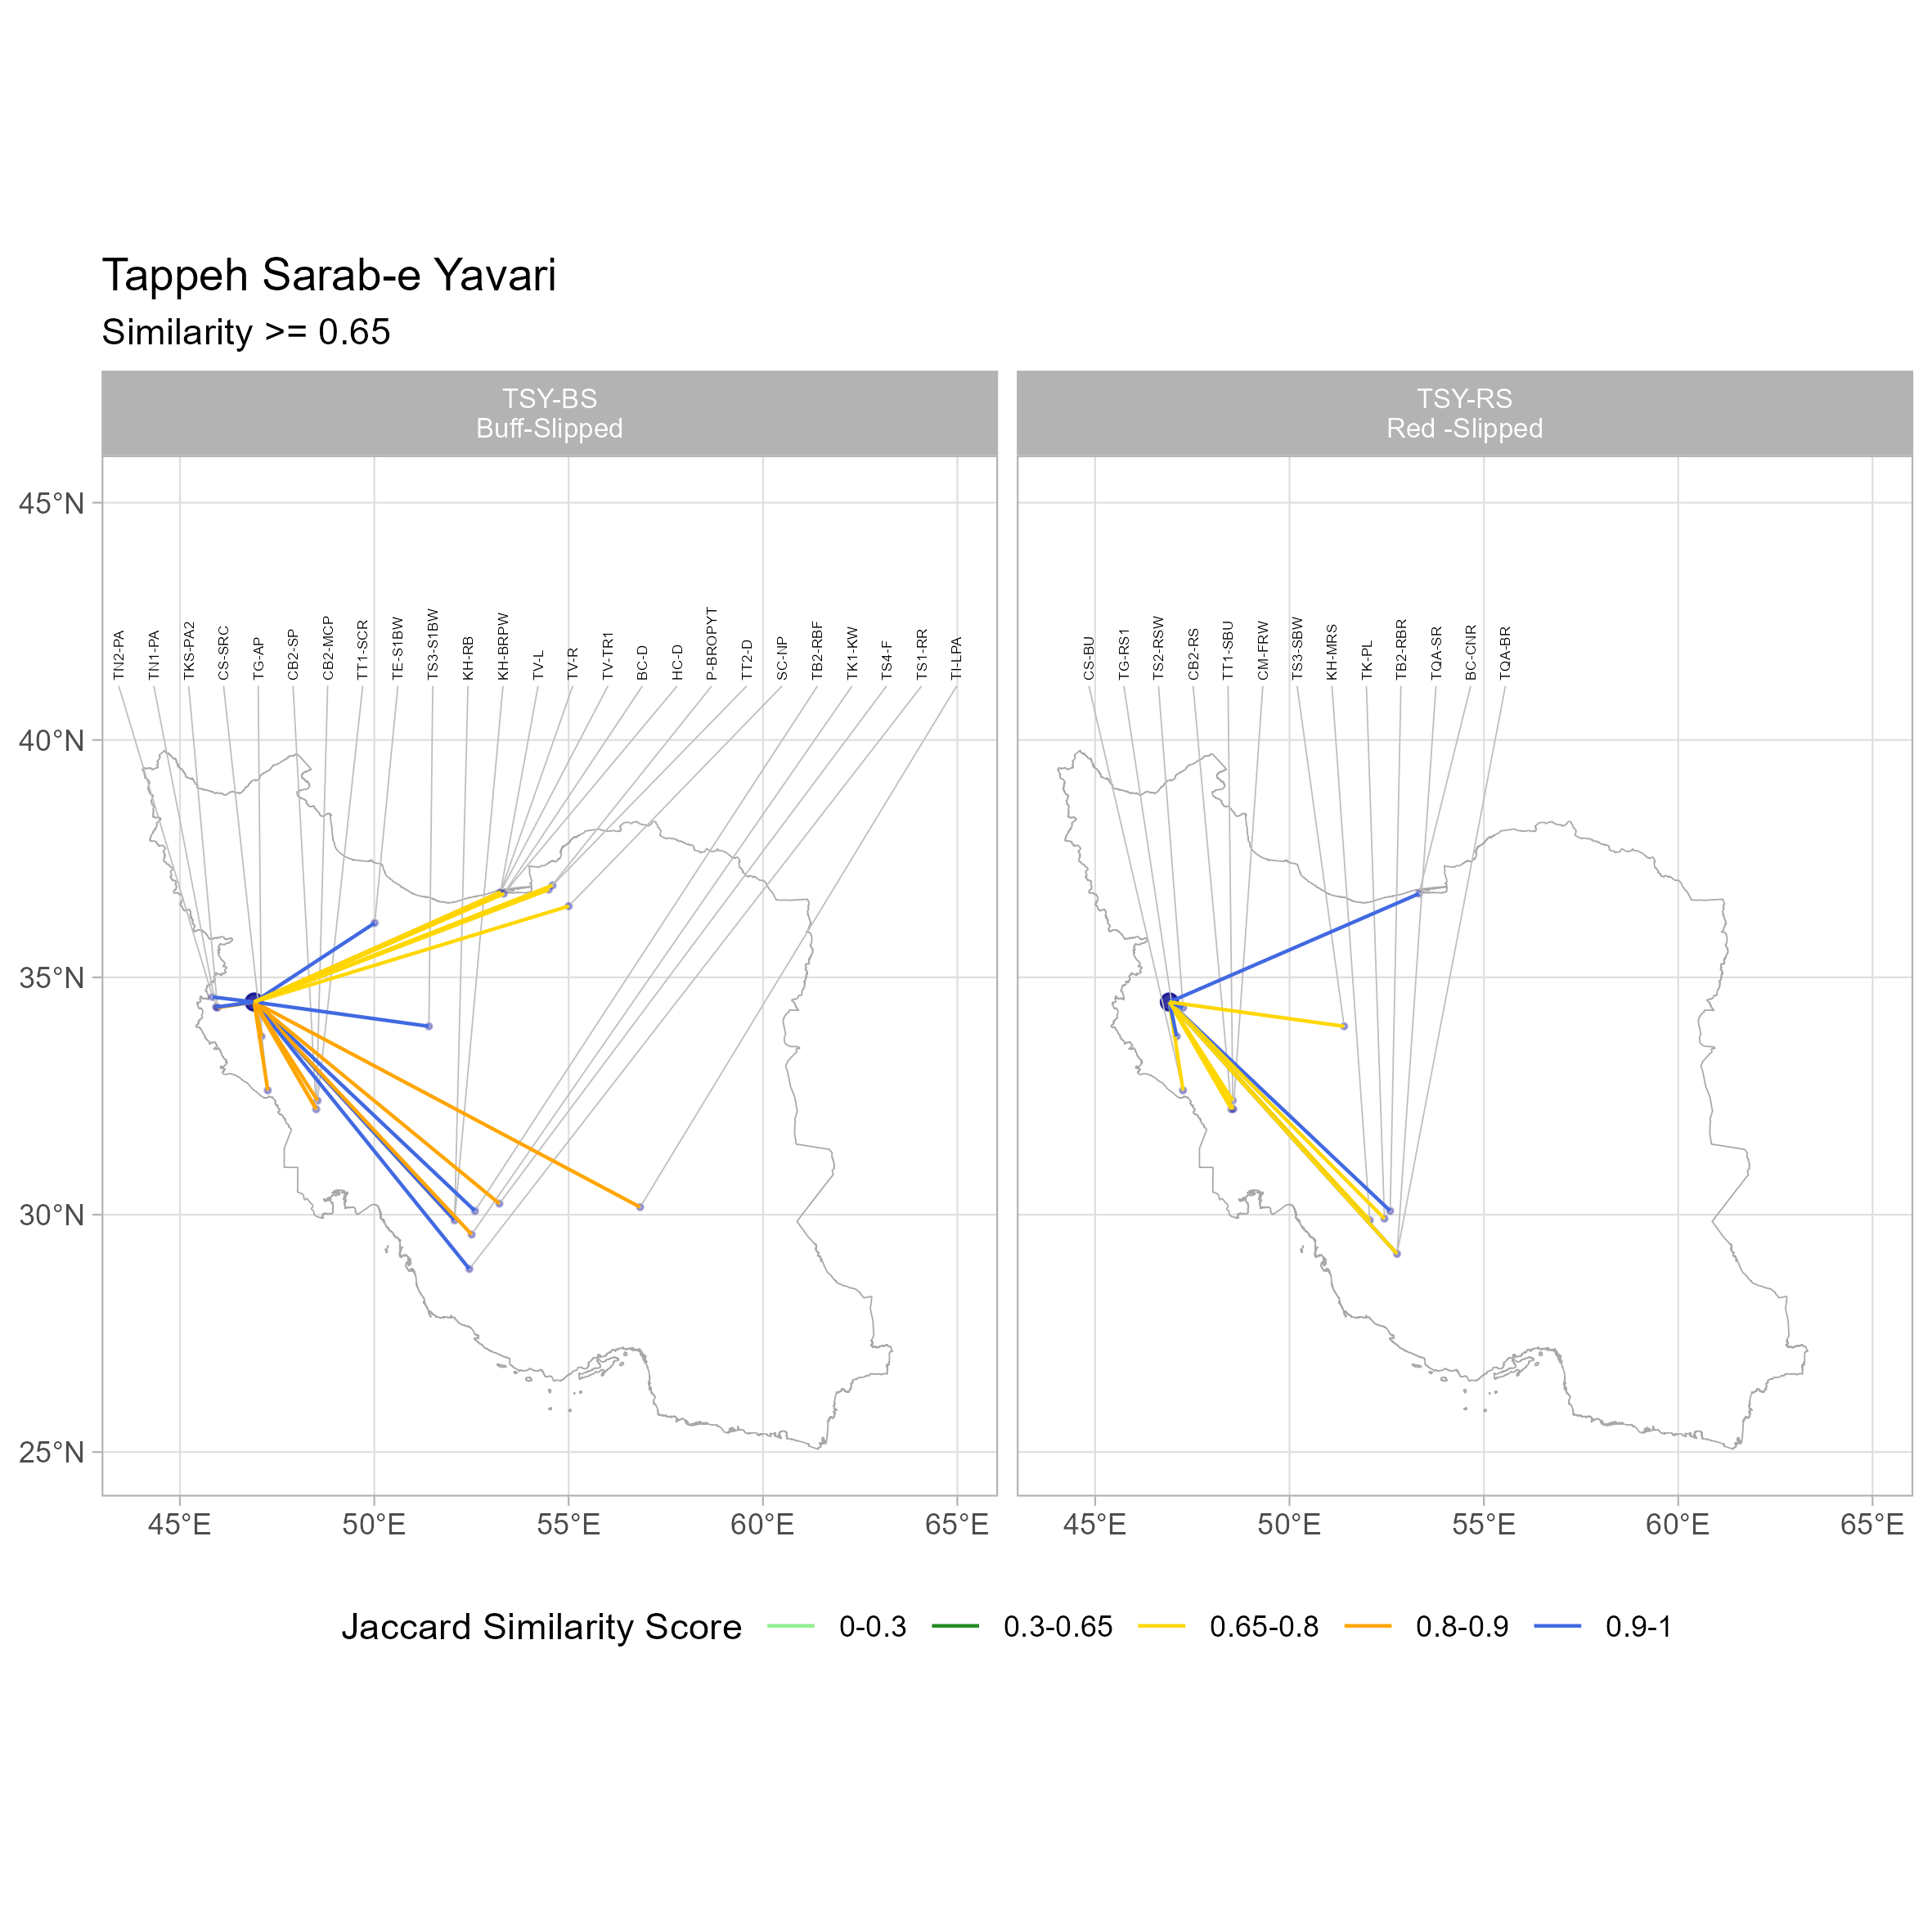 Tappeh Sarab-e Yavari
Similarity >= 0.65
TSY-BS
Buff-Slipped
TSY-RS
Red -Slipped
45°N
40°N
35°N
30°N
25°N
TN2-PA
TN1-PA
TKS-PA2
CS-SRC
TG-AP
CB2-SP
CB2-MCP
TT1-SCR
TE-S1BW
TS3-S1BW
KH-RB
KH-BRPW
TV-L
TV-R
TV-TR1
BC-D
HC-D
P-BROPYT
TT2-D
SC-NP
TB2-RBF
TK1-KW
TS4-F
TS1-RR
TI-LPA
CS-BU
TG-RS1
TS2-RSW
CB2-RS
TT1-SBU
CM-FRW
TS3-SBW
KH-MRS
TK-PL
TB2-RBR
TQA-SR
BC-CNR
TQA-BR
45°E 50°E 55°E 60°E 65°E
45°E 50°E 55°E 60°E 65°E
Jaccard Similarity Score 0-0.3 0.3-0.65 0.65-0.8 0.8-0.9 0.9-1